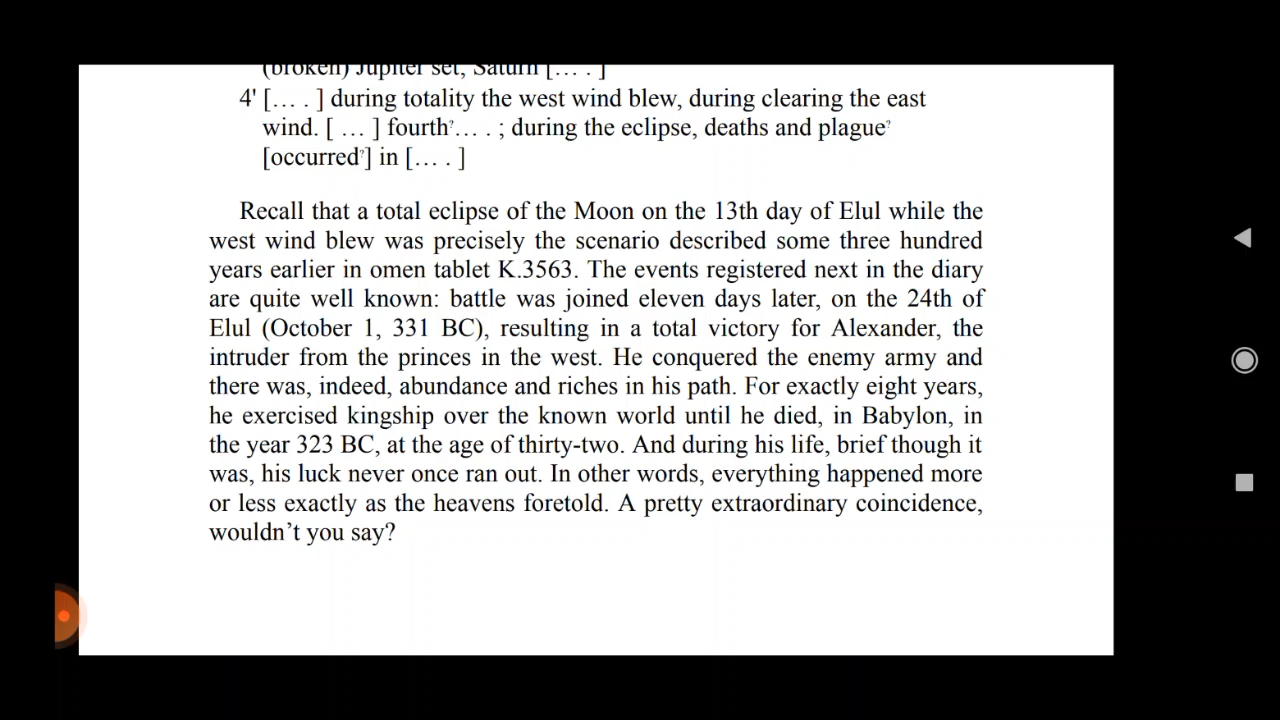 (broken) Jupiter set, Saturn [… . ]
4' [… . ] during totality the west wind blew, during clearing the east
wind. [ … ] fourth?… . ; during the eclipse, deaths and plague?
[occurred?] in [… . ]
Recall that a total eclipse of the Moon on the 13th day of Elul while the
west wind blew was precisely the scenario described some three hundred
years earlier in omen tablet K.3563. The events registered next in the diary
are quite well known: battle was joined eleven days later, on the 24th of
Elul (October 1, 331 BC), resulting in a total victory for Alexander, the
intruder from the princes in the west. He conquered the enemy army and
there was, indeed, abundance and riches in his path. For exactly eight years,
he exercised kingship over the known world until he died, in Babylon, in
the year 323 BC, at the age of thirty-two. And during his life, brief though it
was, his luck never once ran out. In other words, everything happened more
or less exactly as the heavens foretold. A pretty extraordinary coincidence,
wouldn’t you say?